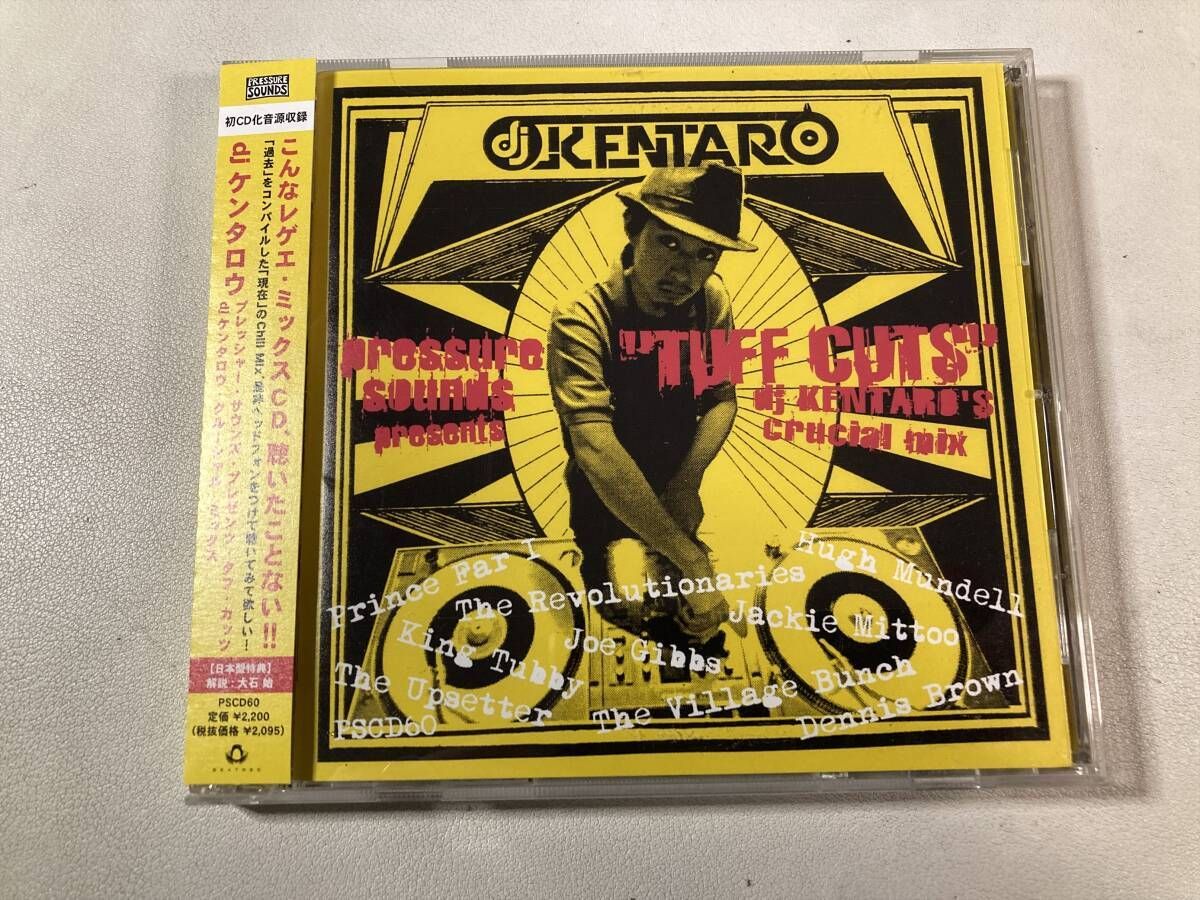 PRESSURE
SOUNDS
初CD化音源収録
こんなレゲエ・ミックスCD、聴いたことない!!
「過去」をコンパイルした「現在」のChill Mix、是非ヘッドフォンをつけて聴いてみて欲しい!
dj ケンタロウ
プレッシャー・サウンズ・プレゼンツ・タフ・カッツ
dj ケンタロウ クルーシャル・ミックス
【日本盤特典】
解説:大石 始
PSCD60
定価 ¥2,200
(税抜価格 ¥2,095)
BEATREC
dj KENTARO
pressure
sounds
presents
"TUFF CUTS"
dj KENTARO'S
crucial mix
Prince Far I
Hugh Mundell
The Revolutionaries
Jackie Mittoo
King Tubby
Joe Gibbs
The Upsetter
The Village Bunch
Dennis Brown
PSCD60